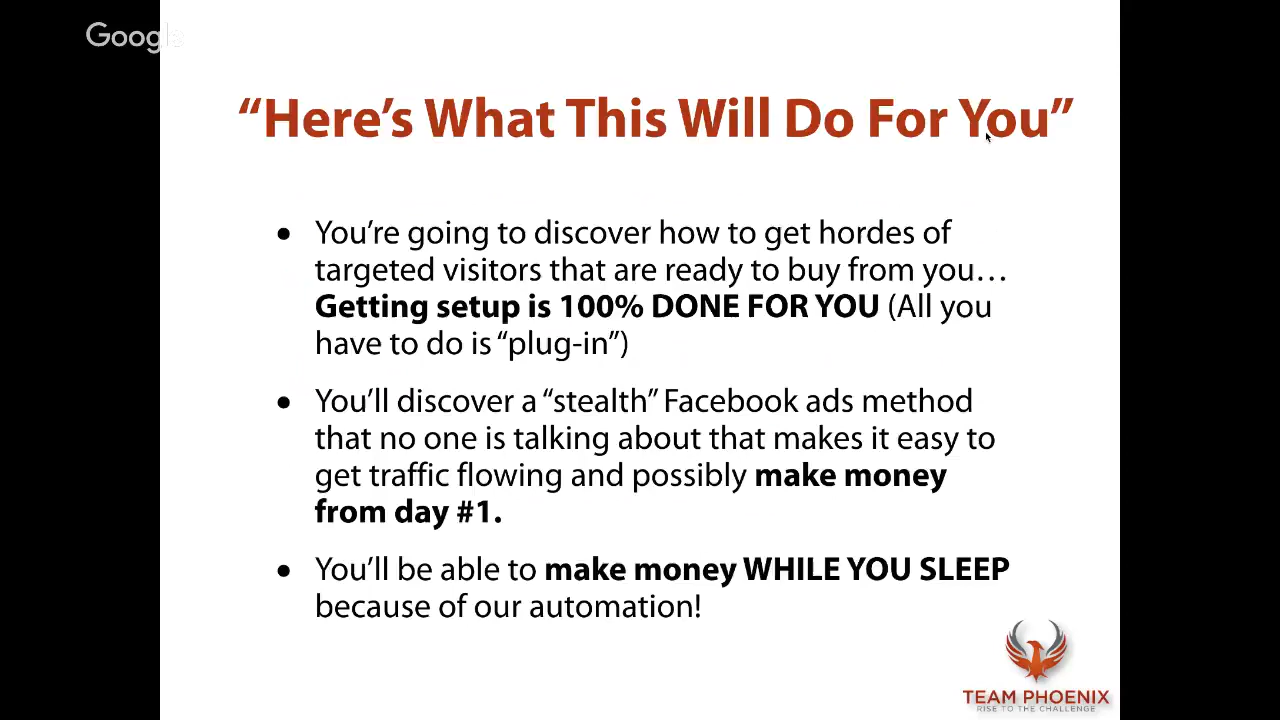 Google
“Here’s What This Will Do For You”
● You’re going to discover how to get hordes of
targeted visitors that are ready to buy from you…
Getting setup is 100% DONE FOR YOU (All you
have to do is “plug-in”)
● You’ll discover a “stealth” Facebook ads method
that no one is talking about that makes it easy to
get traffic flowing and possibly make money
from day #1.
● You’ll be able to make money WHILE YOU SLEEP
because of our automation!
TEAM PHOENIX
RISE TO THE CHALLENGE